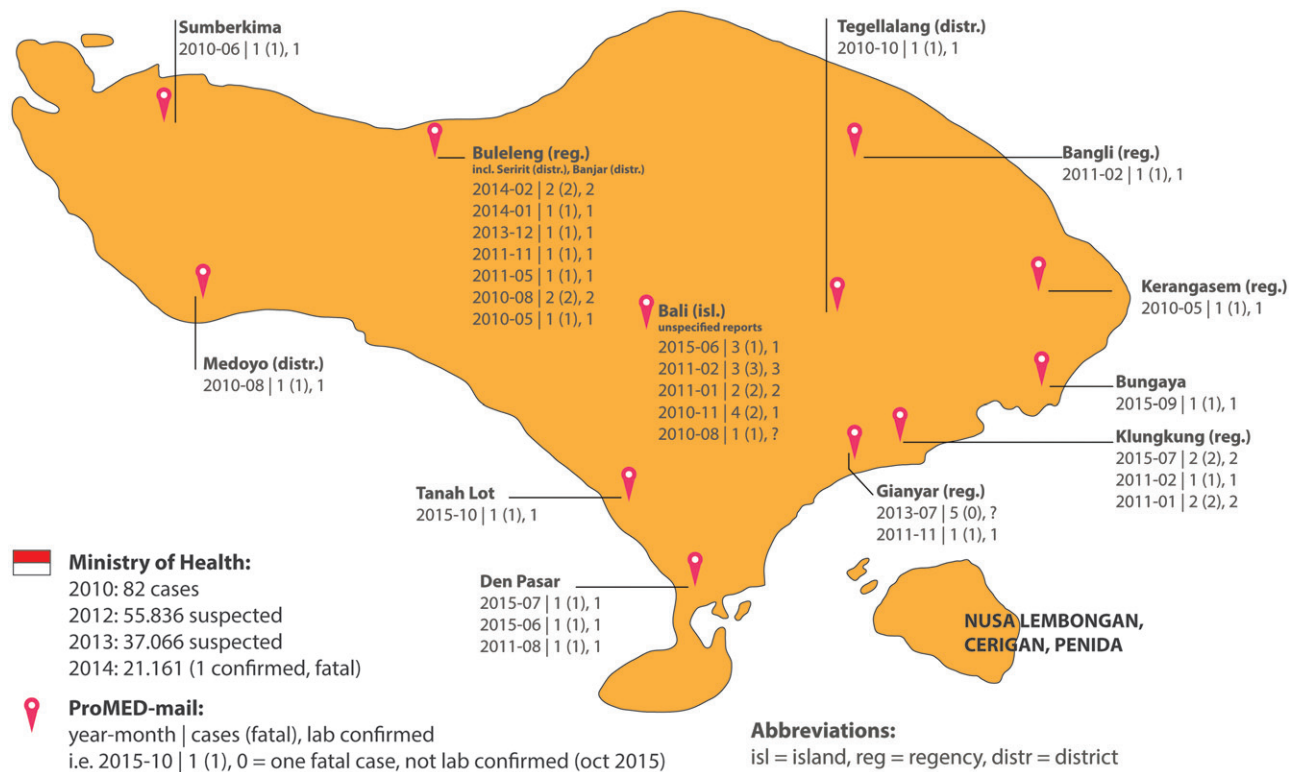 Sumberkima
2010-06 | 1 (1), 1
Tegellalang (distr.)
2010-10 | 1 (1), 1
Buleleng (reg.)
incl. Seririt (distr.), Banjar (distr.)
2014-02 | 2 (2), 2
2014-01 | 1 (1), 1
2013-12 | 1 (1), 1
2011-11 | 1 (1), 1
2011-05 | 1 (1), 1
2010-08 | 2 (2), 2
2010-05 | 1 (1), 1
Bangli (reg.)
2011-02 | 1 (1), 1
Kerangasem (reg.)
2010-05 | 1 (1), 1
Bali (isl.)
unspecified reports
2015-06 | 3 (1), 1
2011-02 | 3 (3), 3
2011-01 | 2 (2), 2
2010-11 | 4 (2), 1
2010-08 | 1 (1), ?
Medoyo (distr.)
2010-08 | 1 (1), 1
Bungaya
2015-09 | 1 (1), 1
Klungkung (reg.)
2015-07 | 2 (2), 2
2011-02 | 1 (1), 1
2011-01 | 2 (2), 2
Tanah Lot
2015-10 | 1 (1), 1
Gianyar (reg.)
2013-07 | 5 (0), ?
2011-11 | 1 (1), 1
Den Pasar
2015-07 | 1 (1), 1
2015-06 | 1 (1), 1
2011-08 | 1 (1), 1
NUSA LEMBONGAN,
CERIGAN, PENIDA
Ministry of Health:
2010: 82 cases
2012: 55.836 suspected
2013: 37.066 suspected
2014: 21.161 (1 confirmed, fatal)
ProMED-mail:
year-month | cases (fatal), lab confirmed
i.e. 2015-10 | 1 (1), 0 = one fatal case, not lab confirmed (oct 2015)
Abbreviations:
isl = island, reg = regency, distr = district